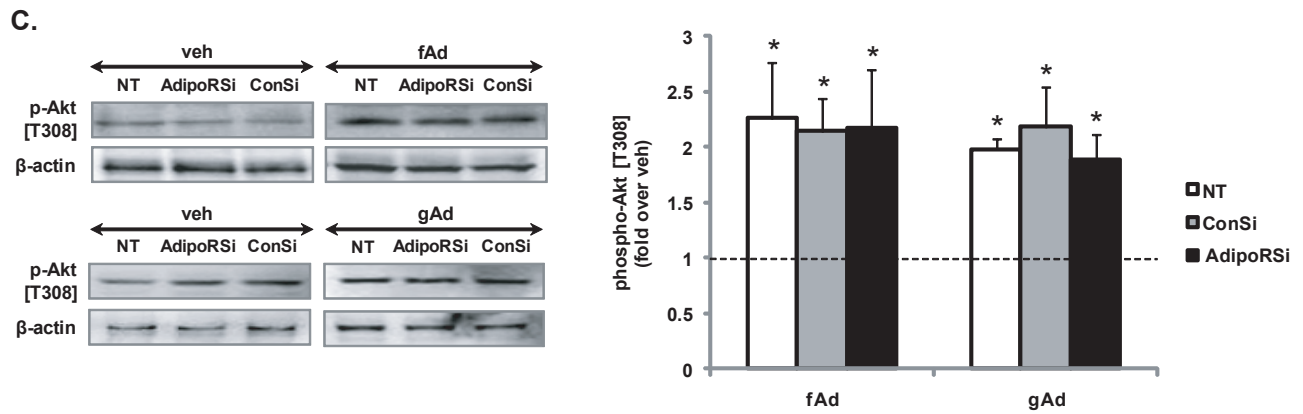 C.
veh
fAd
NT AdipoRSi ConSi
NT AdipoRSi ConSi
p-Akt
[T308]
β-actin
veh
gAd
NT AdipoRSi ConSi
NT AdipoRSi ConSi
p-Akt
[T308]
β-actin
phospho-Akt [T308]
(fold over veh)
3
2.5
2
1.5
1
0.5
0
* * *
* * *
fAd
gAd
NT
ConSi
AdipoRSi